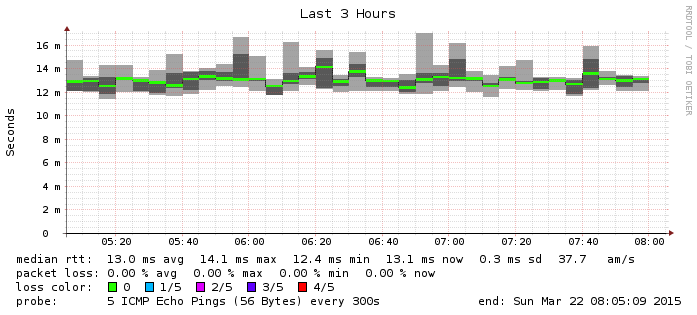 Last 3 Hours
RRDTOOL / TOBI OETIKER
Seconds
16 m
14 m
12 m
10 m
8 m
6 m
4 m
2 m
0
05:20 05:40 06:00 06:20 06:40 07:00 07:20 07:40 08:00
median rtt: 13.0 ms avg 14.1 ms max 12.4 ms min 13.1 ms now 0.3 ms sd 37.7 am/s
packet loss: 0.00 % avg 0.00 % max 0.00 % min 0.00 % now
loss color: 0 1/5 2/5 3/5 4/5
probe: 5 ICMP Echo Pings (56 Bytes) every 300s end: Sun Mar 22 08:05:09 2015